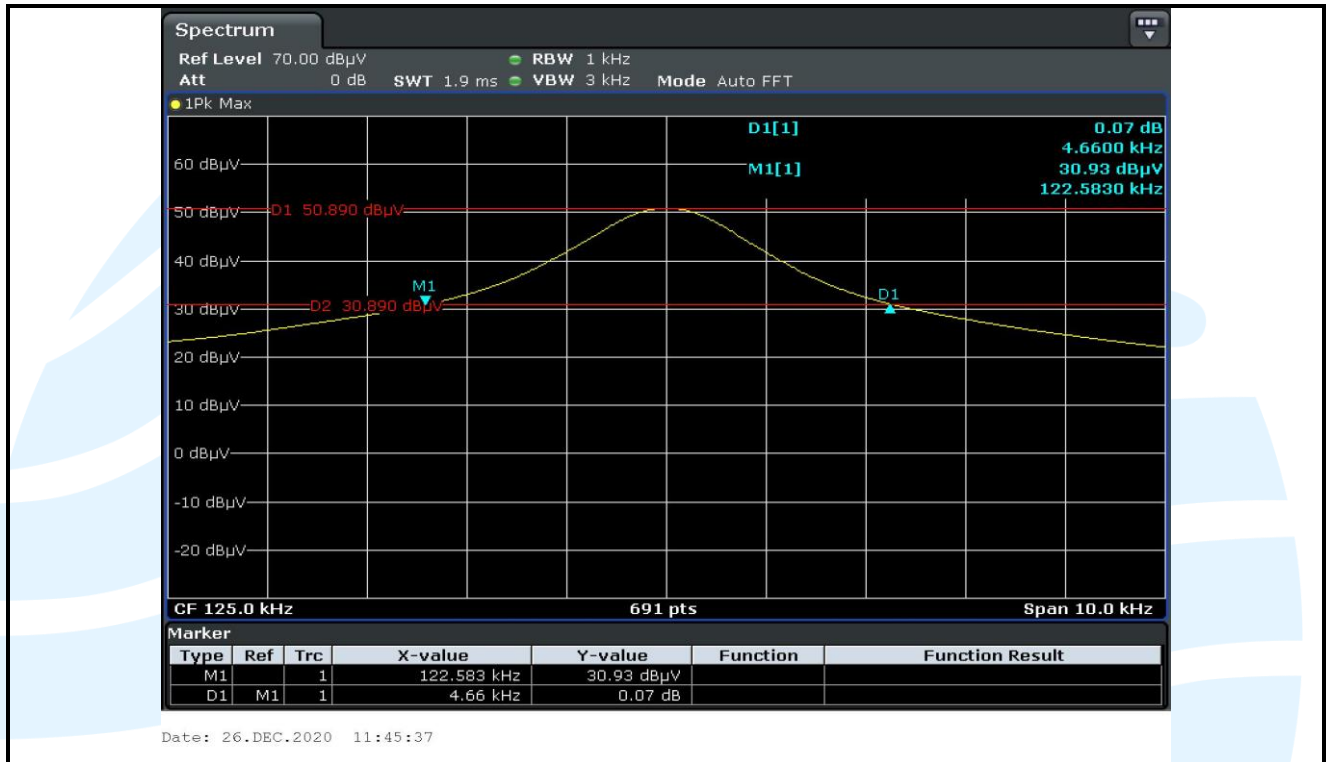 Spectrum
Ref Level 70.00 dBµV RBW 1 kHz
Att 0 dB SWT 1.9 ms VBW 3 kHz Mode Auto FFT
1Pk Max
D1[1] 0.07 dB
4.6600 kHz
60 dBµV
M1[1] 30.93 dBµV
122.5830 kHz
50 dBµV D1 50.890 dBµV
40 dBµV
M1
D1
30 dBµV D2 30.890 dBµV
20 dBµV
10 dBµV
0 dBµV
-10 dBµV
-20 dBµV
CF 125.0 kHz 691 pts Span 10.0 kHz
Marker
Type Ref Trc X-value Y-value Function Function Result
M1 1 122.583 kHz 30.93 dBµV
D1 M1 1 4.66 kHz 0.07 dB
Date: 26.DEC.2020 11:45:37